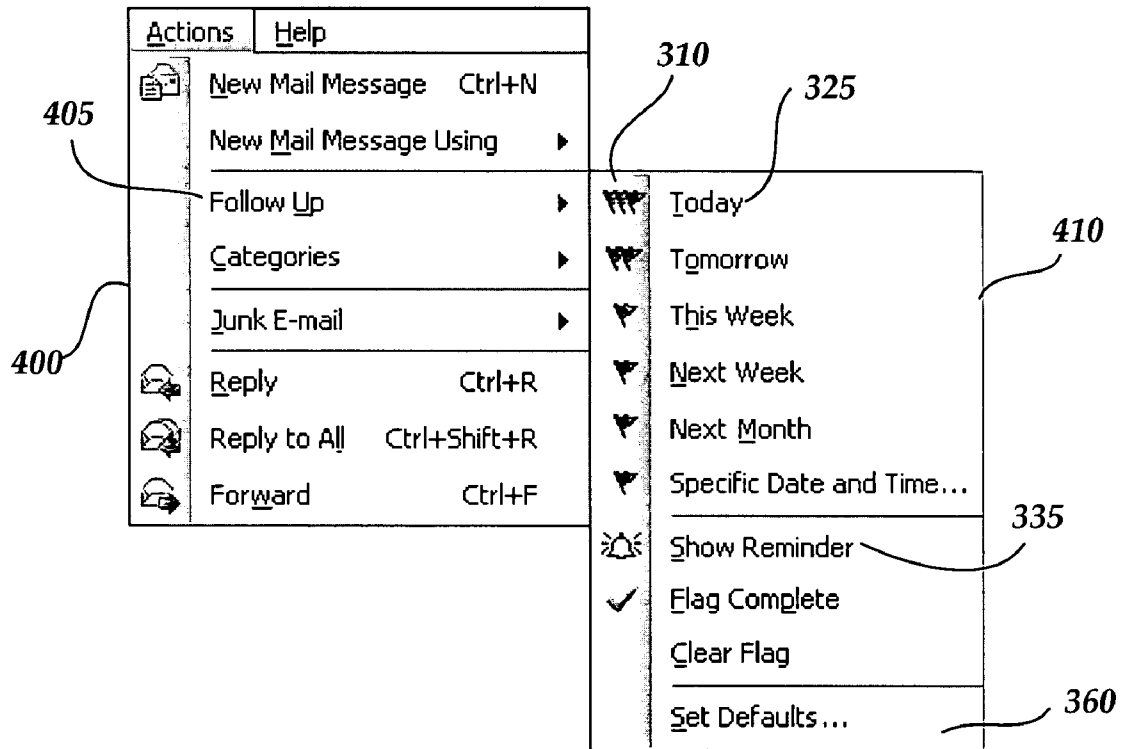 Actions Help
New Mail Message Ctrl+N
New Mail Message Using
Follow Up
Categories
Junk E-mail
Reply Ctrl+R
Reply to All Ctrl+Shift+R
Forward Ctrl+F
405
400
310
325
Today
Tomorrow
This Week
Next Week
Next Month
Specific Date and Time...
Show Reminder
Flag Complete
Clear Flag
Set Defaults...
410
335
360